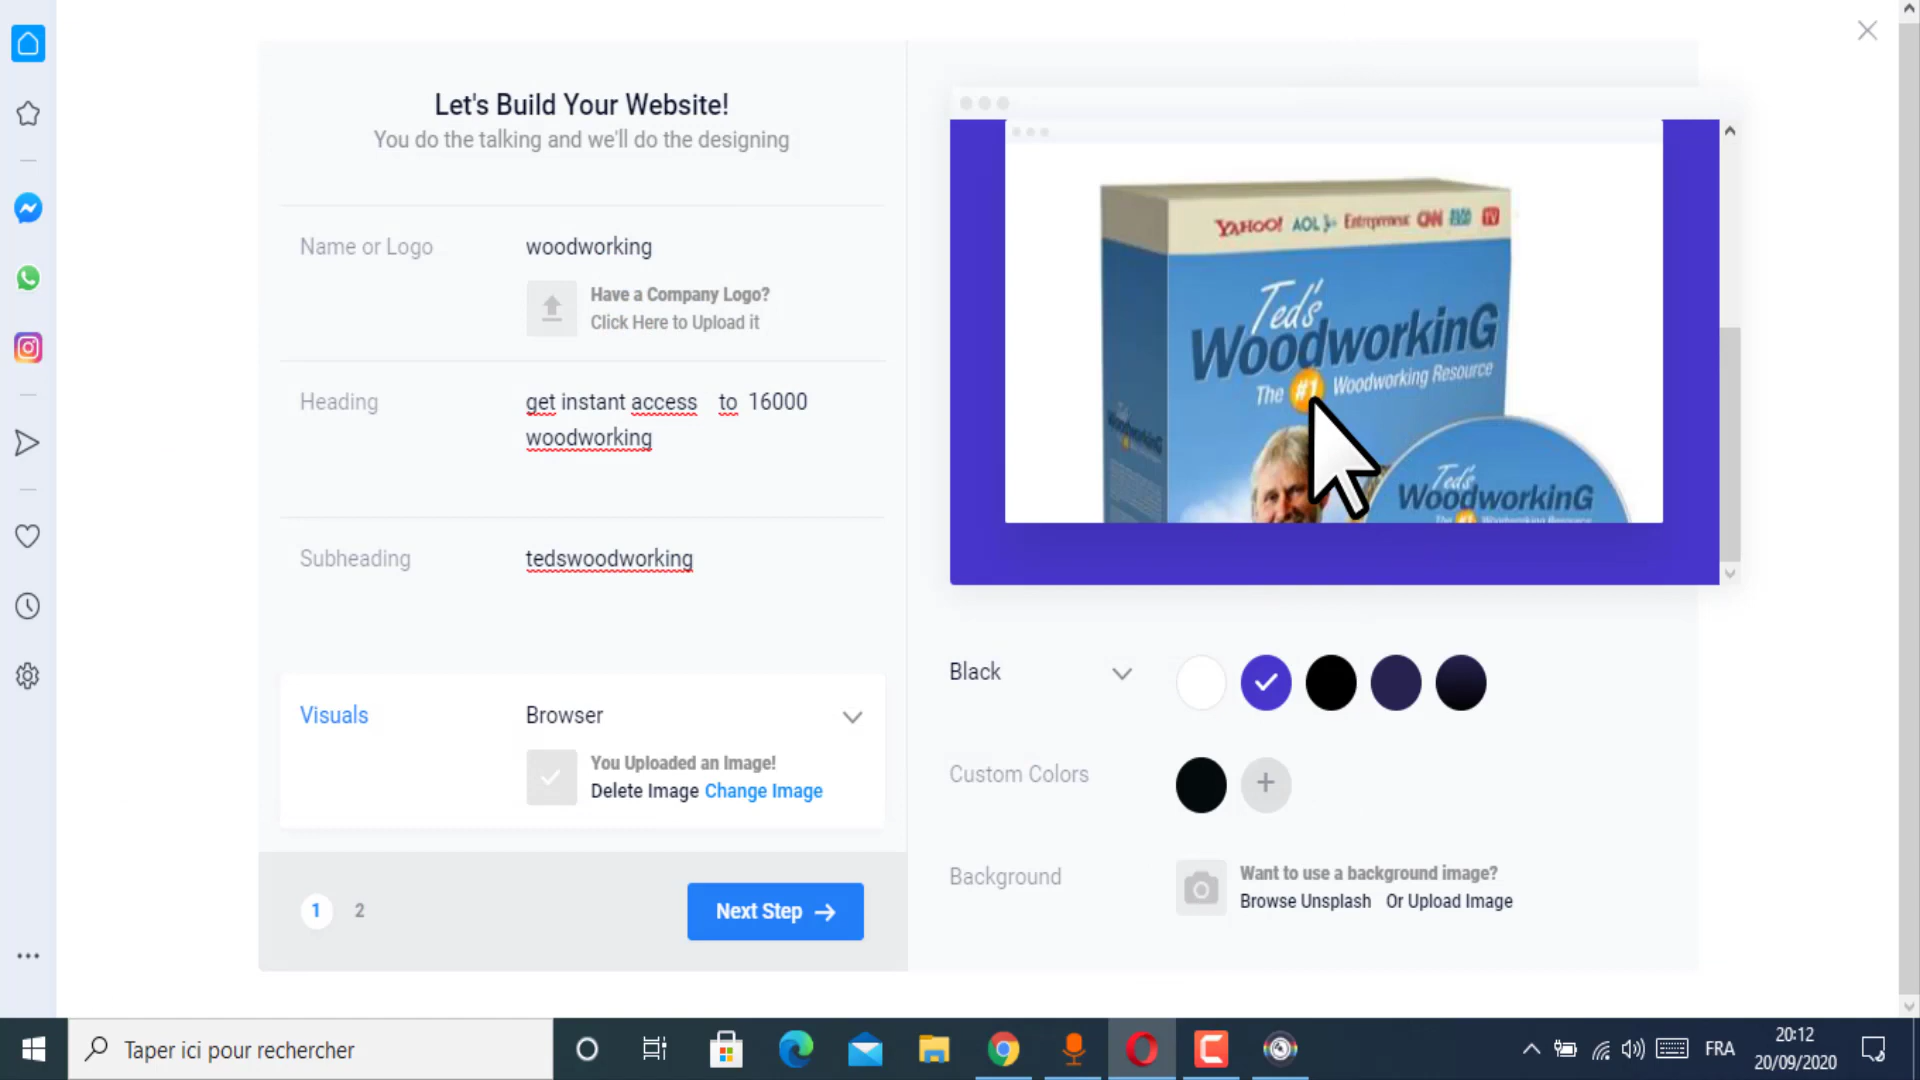 Let's Build Your Website!
You do the talking and we'll do the designing
Name or Logo
woodworking
Have a Company Logo?
Click Here to Upload it
Heading
get instant access to 16000
woodworking
Subheading
tedswoodworking
Visuals
Browser
You Uploaded an Image!
Delete Image Change Image
1 2
Next Step
YAHOO! AOL Entrepreneur CNN TV
Ted's
WoodworkinG
The #1 Woodworking Resource
Ted's
WoodworkinG
Black
Custom Colors
Background
Want to use a background image?
Browse Unsplash Or Upload Image
Taper ici pour rechercher
FRA
20:12
20/09/2020